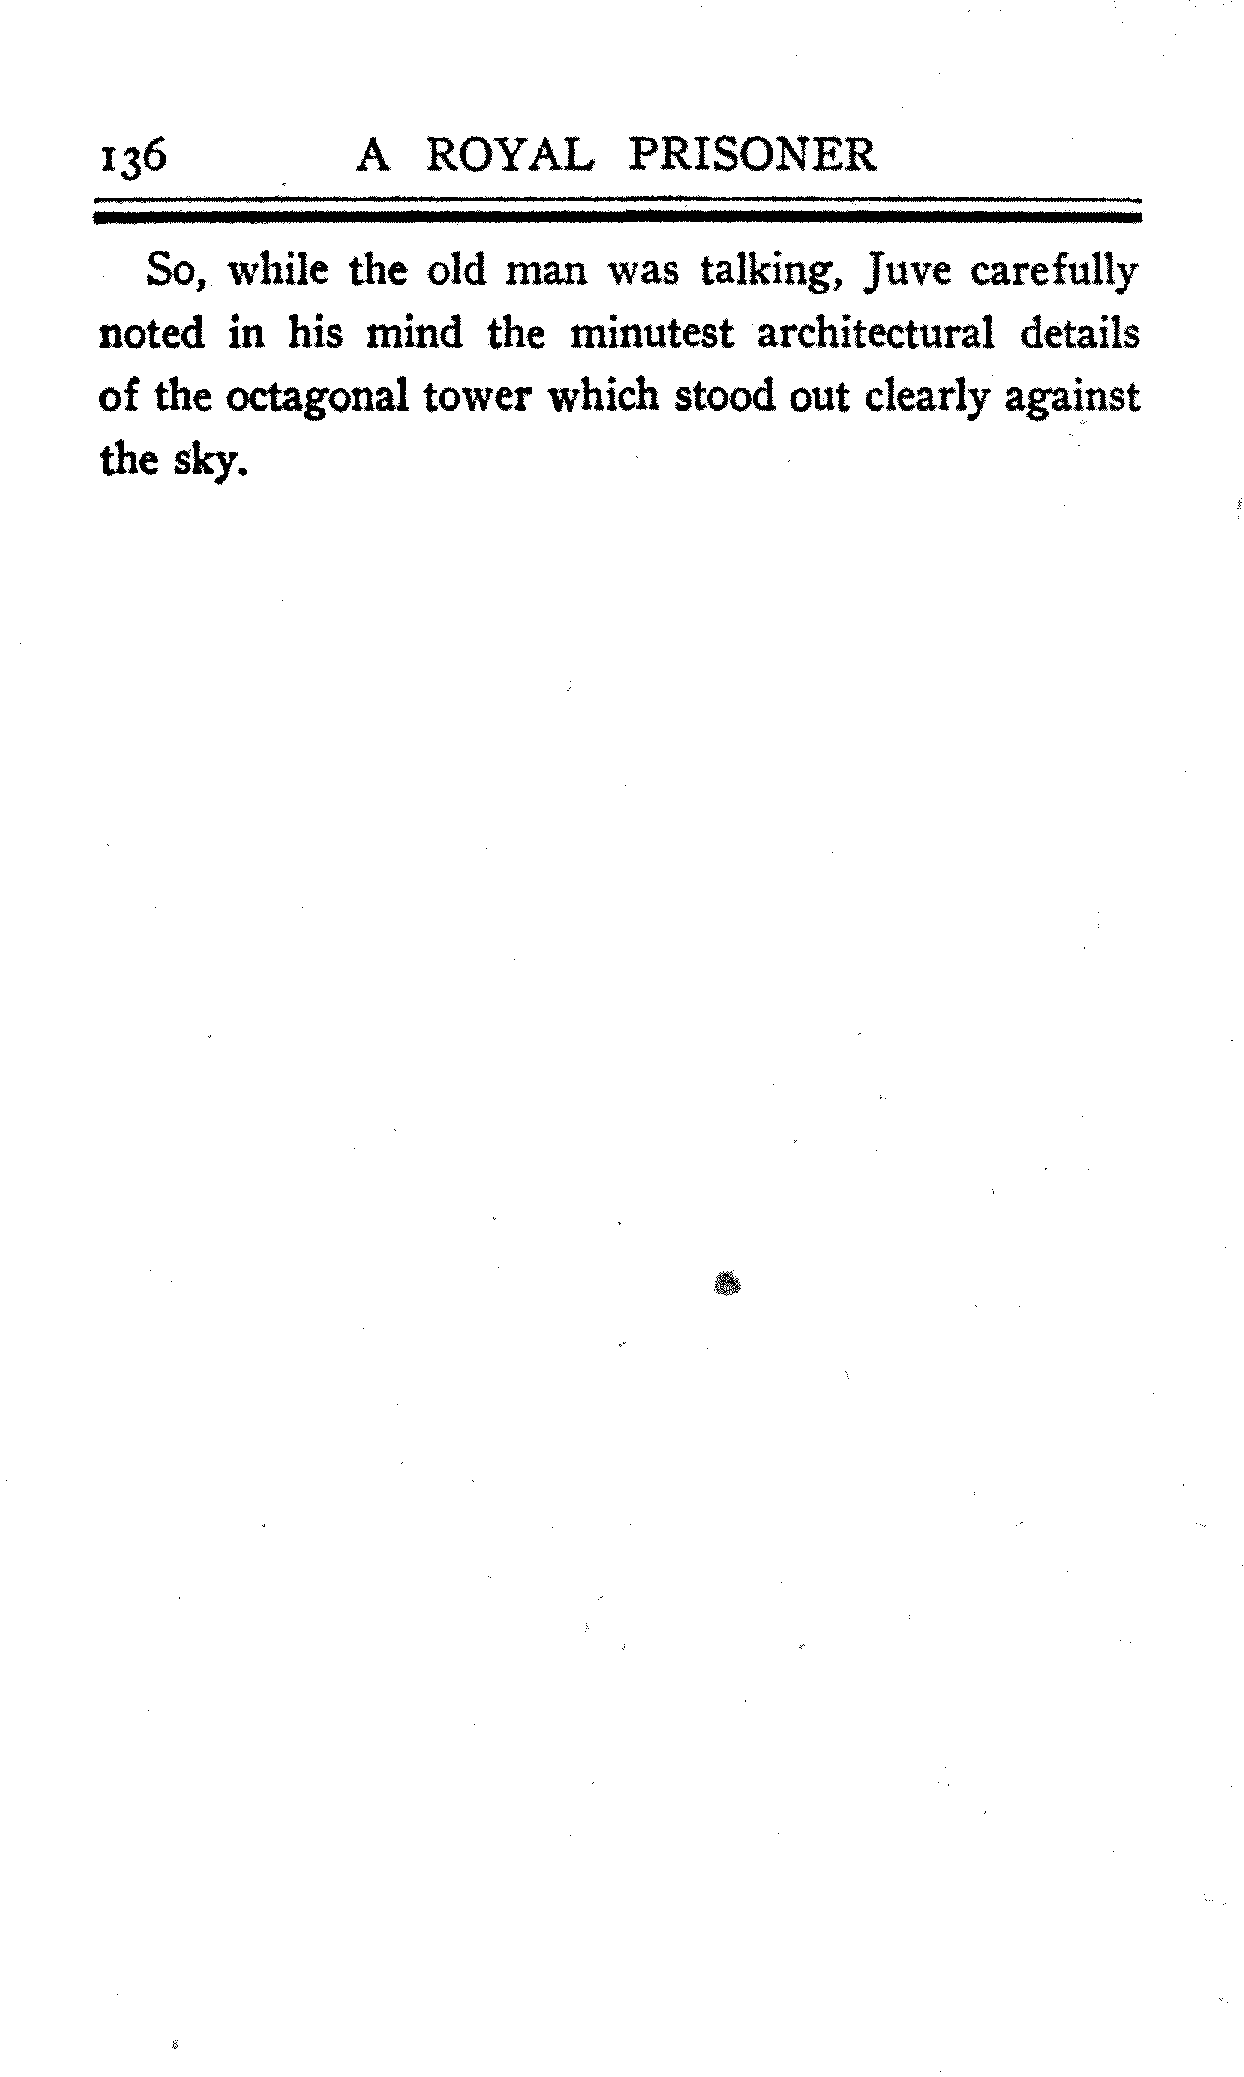 136 A ROYAL PRISONER
So, while the old man was talking, Juve carefully
noted in his mind the minutest architectural details
of the octagonal tower which stood out clearly against
the sky.